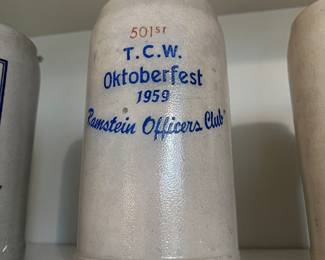 501ST
T.C.W.
Oktoberfest
1959
Ramstein Officers Club